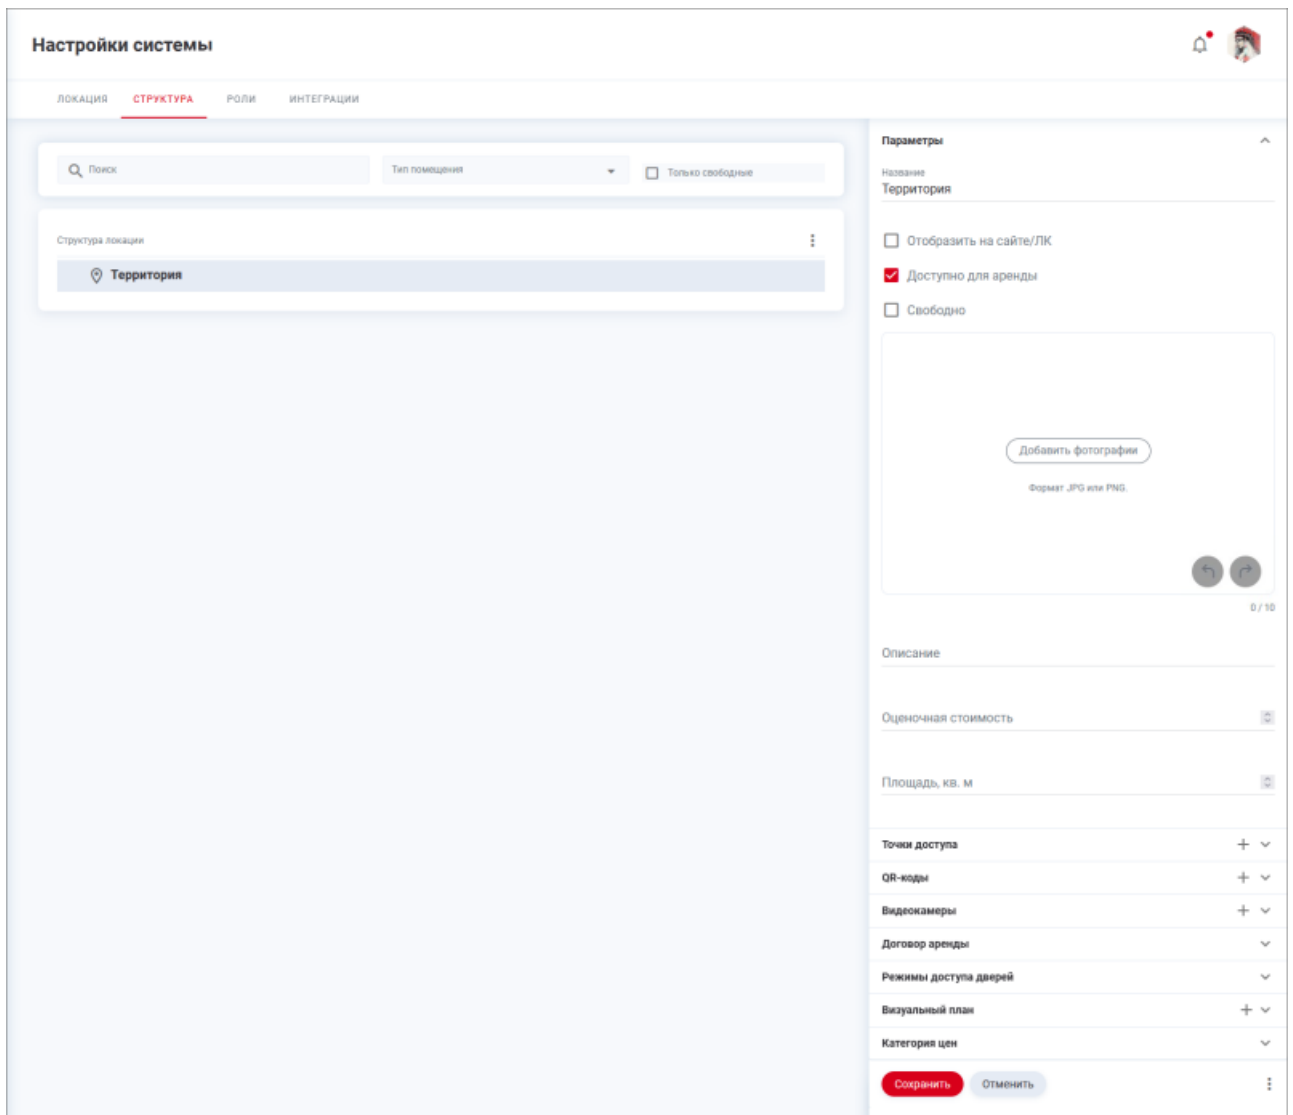 Настройки системы
ЛОКАЦИЯ СТРУКТУРА РОЛИ ИНТЕГРАЦИИ
Поиск
Тип помещения
Только свободные
Структура локации
Территория
Параметры
Название
Территория
Отобразить на сайте/ЛК
Доступно для аренды
Свободно
Добавить фотографии
Формат JPG или PNG.
0 / 10
Описание
Оценочная стоимость
Площадь, кв. м
Точки доступа
QR-коды
Видеокамеры
Договор аренды
Режимы доступа дверей
Визуальный план
Категория цен
Сохранить Отменить